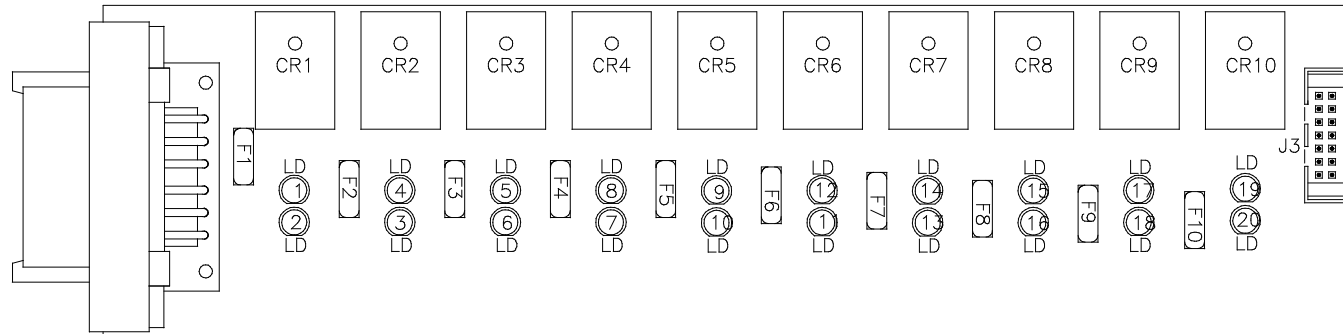 CR1 CR2 CR3 CR4 CR5 CR6 CR7 CR8 CR9 CR10
J3
F1 F2 F3 F4 F5 F6 F7 F8 F9 F10
LD LD LD LD LD LD LD LD LD LD
1 4 5 8 9 12 14 15 17 19
2 3 6 7 10 11 13 16 18 20
LD LD LD LD LD LD LD LD LD LD